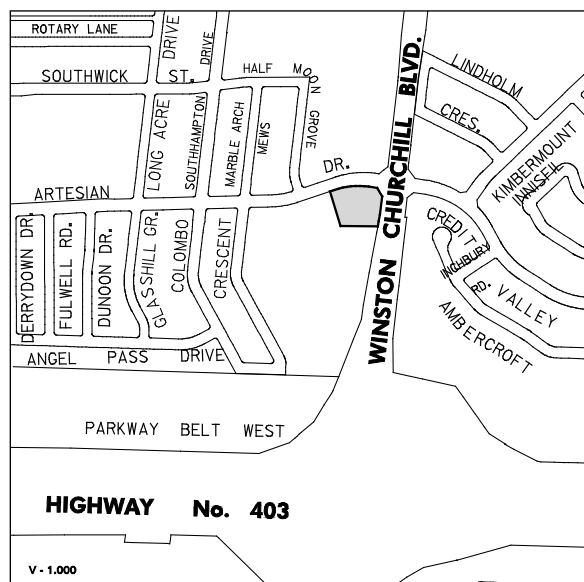 ROTARY LANE
DRIVE
DRIVE
SOUTHWICK ST.
HALF MOON GROVE
LINDHOLM
CRES.
LONG ACRE
SOUTHHAMPTON
MARBLE ARCH
MEWS
KIMBERMOUNT
INNISFIL
ARTESIAN DR.
WINSTON CHURCHILL BLVD.
CREDIT VALLEY
INCHBURY
RD.
AMBERCROFT
DERRYDOWN DR.
FULWELL RD.
DUNOON DR.
GLASSHILL GR.
COLOMBO
CRESCENT
ANGEL PASS DRIVE
PARKWAY BELT WEST
HIGHWAY No. 403
V - 1.000